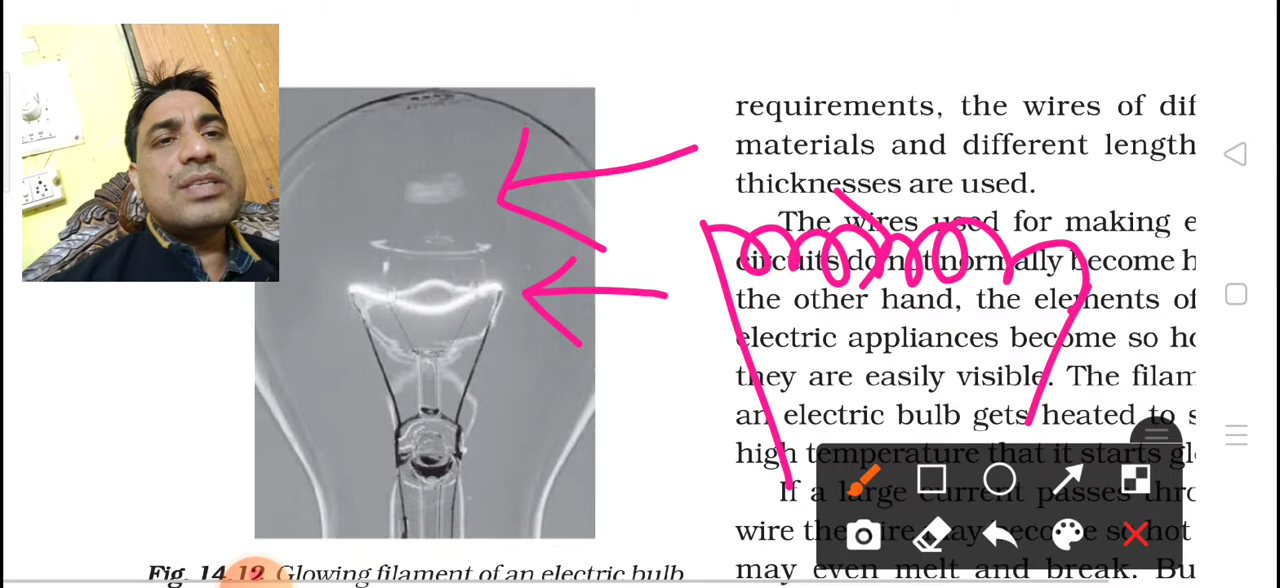 requirements, the wires of dif
materials and different length
thicknesses are used.
The wires used for making e
circuits do not normally become h
the other hand, the elements of
electric appliances become so ho
they are easily visible. The filam
an electric bulb gets heated to s
high temperature that it starts gl
If a large current passes thro
wire the wire may become so hot
may even melt and break. Bu
Fig. 14.12 Glowing filament of an electric bulb